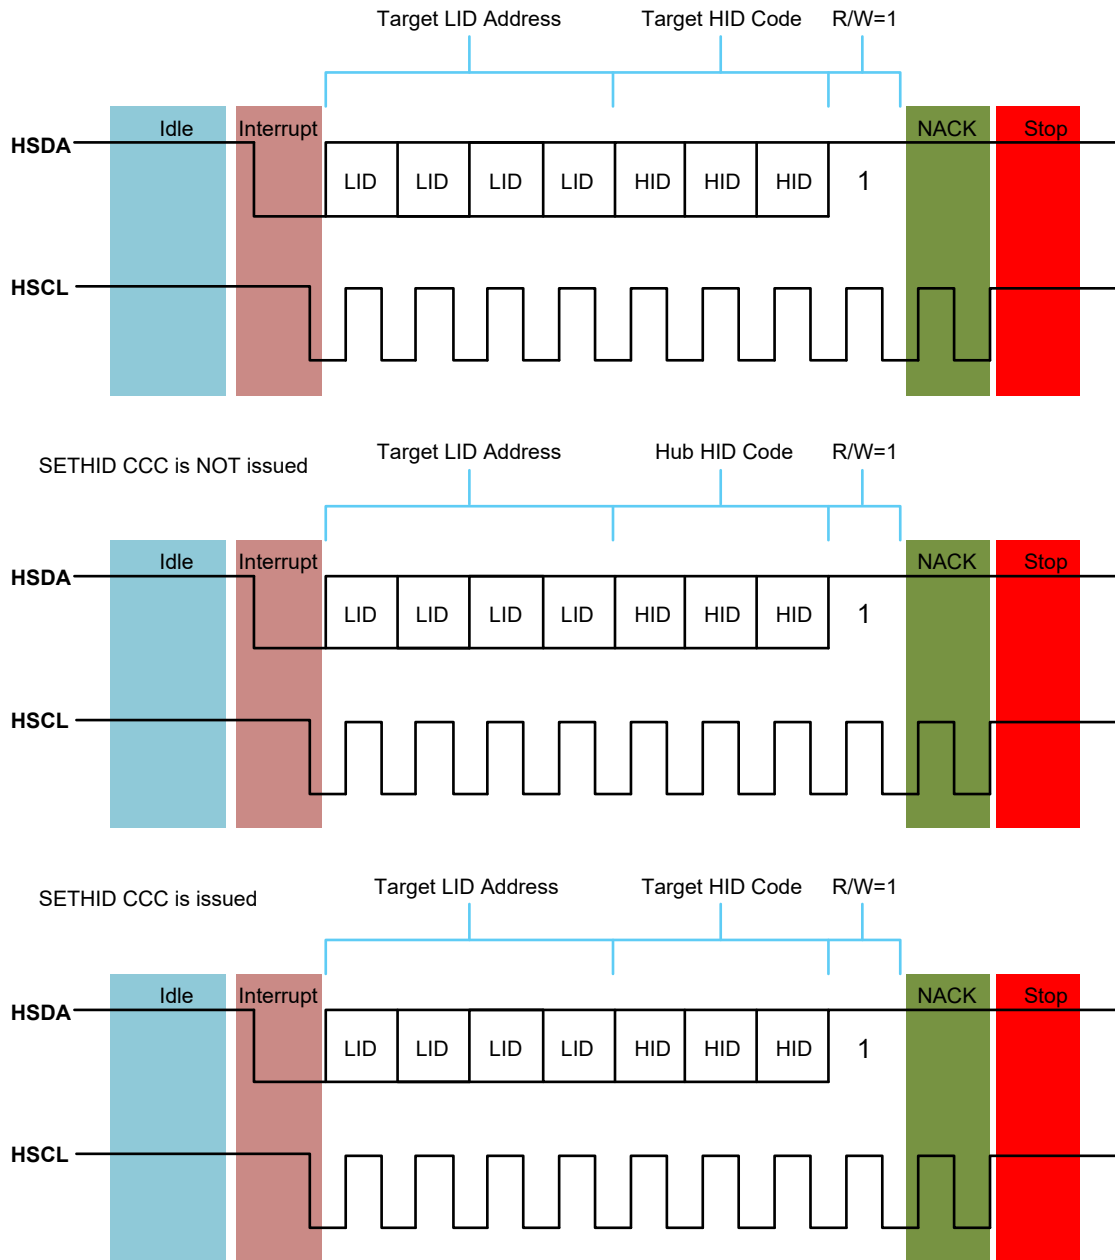 Target LID Address Target HID Code R/W=1
Idle Interrupt NACK Stop
HSDA
LID LID LID LID HID HID HID 1
HSCL
SETHID CCC is NOT issued Target LID Address Hub HID Code R/W=1
Idle Interrupt NACK Stop
HSDA
LID LID LID LID HID HID HID 1
HSCL
SETHID CCC is issued Target LID Address Target HID Code R/W=1
Idle Interrupt NACK Stop
HSDA
LID LID LID LID HID HID HID 1
HSCL